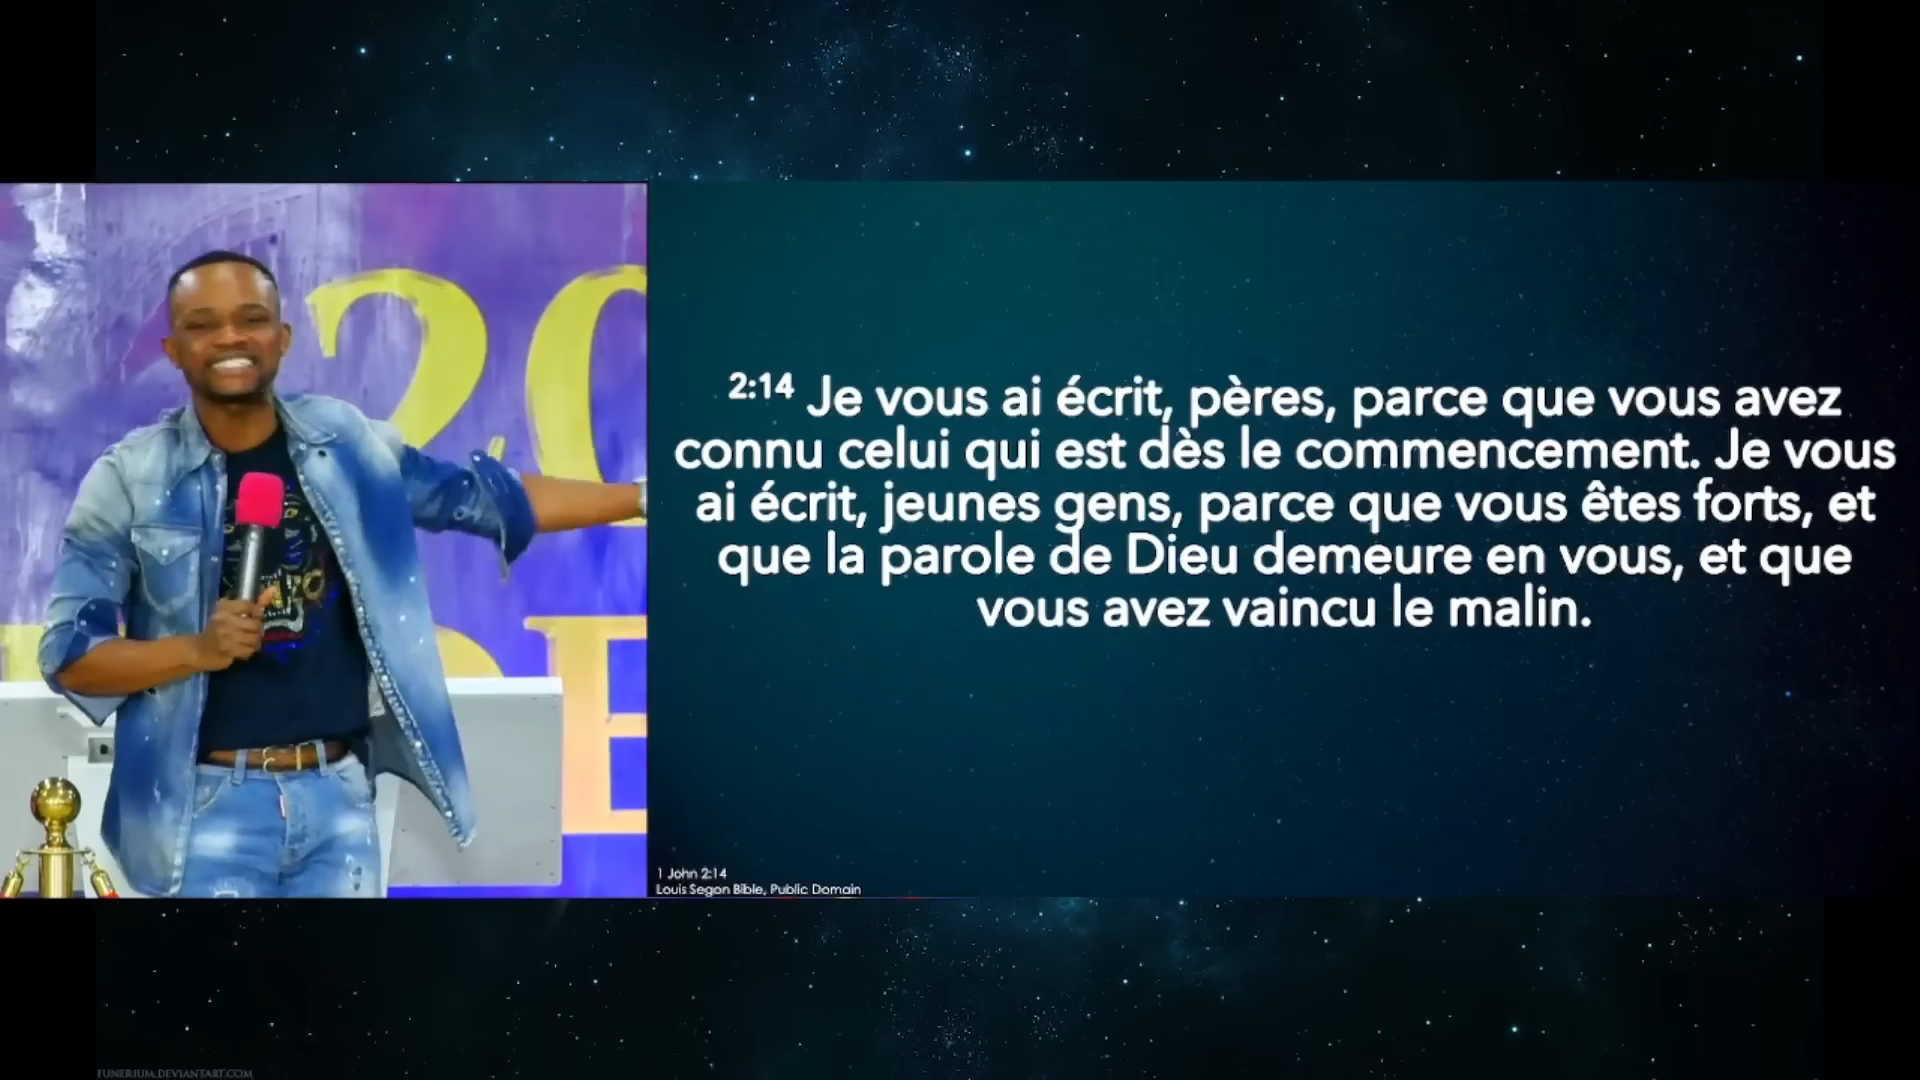 20
2:14 Je vous ai écrit, pères, parce que vous avez
connu celui qui est dès le commencement. Je vous
ai écrit, jeunes gens, parce que vous êtes forts, et
que la parole de Dieu demeure en vous, et que
vous avez vaincu le malin.
1 John 2:14
Louis Segon Bible, Public Domain
FUNERIUM.DEVIANTART.COM